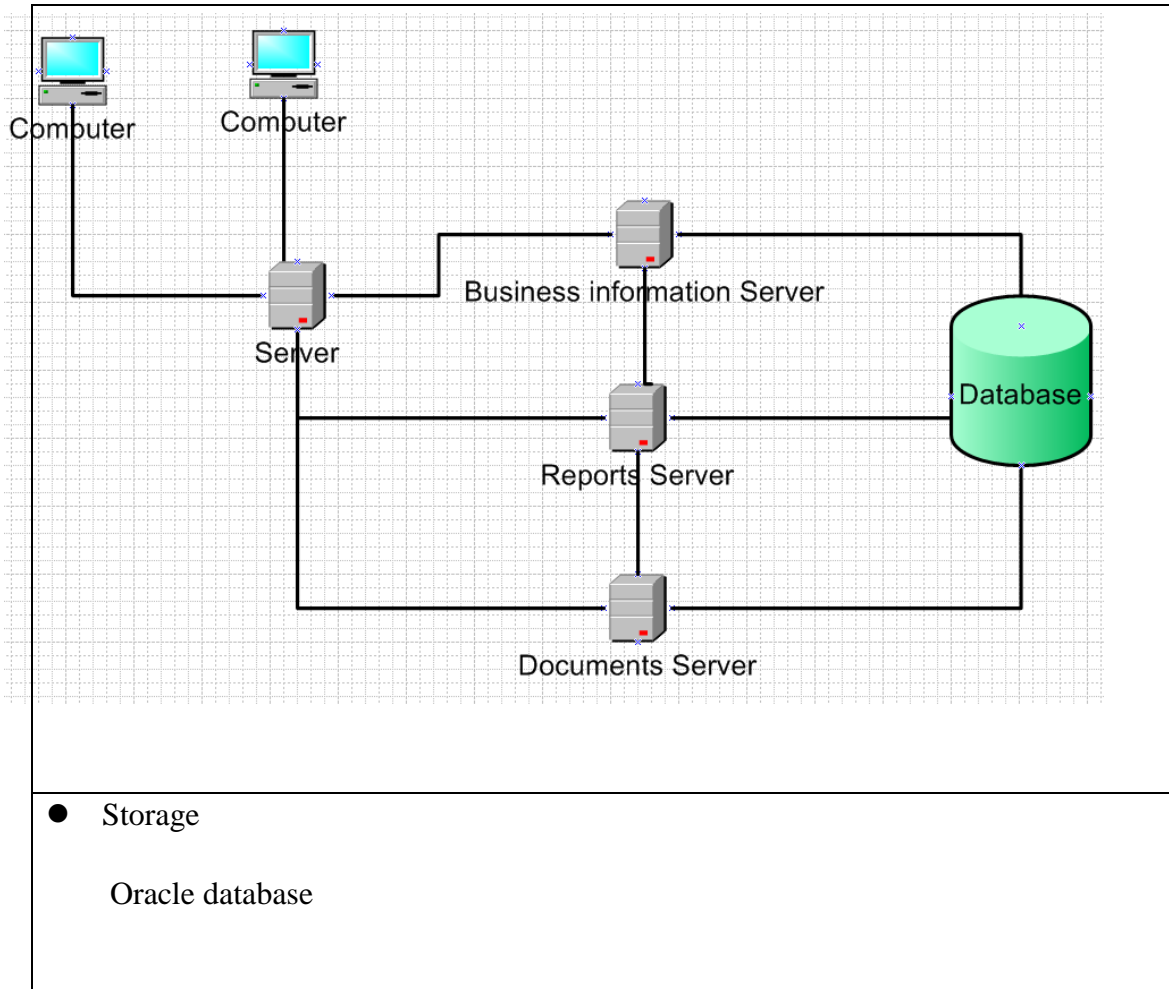 Computer
Computer
Business information Server
Server
Database
Reports Server
Documents Server
● Storage
Oracle database